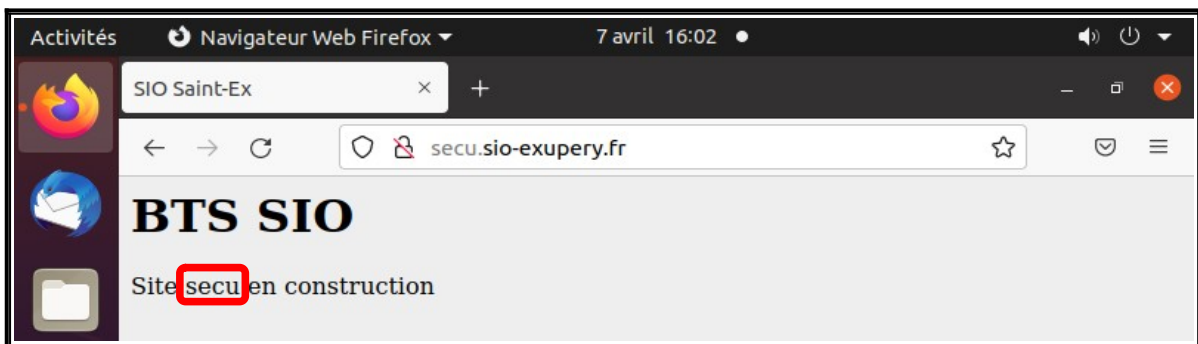 Activités Navigateur Web Firefox 7 avril 16:02
SIO Saint-Ex
secu.sio-exupery.fr
BTS SIO
Site secu en construction